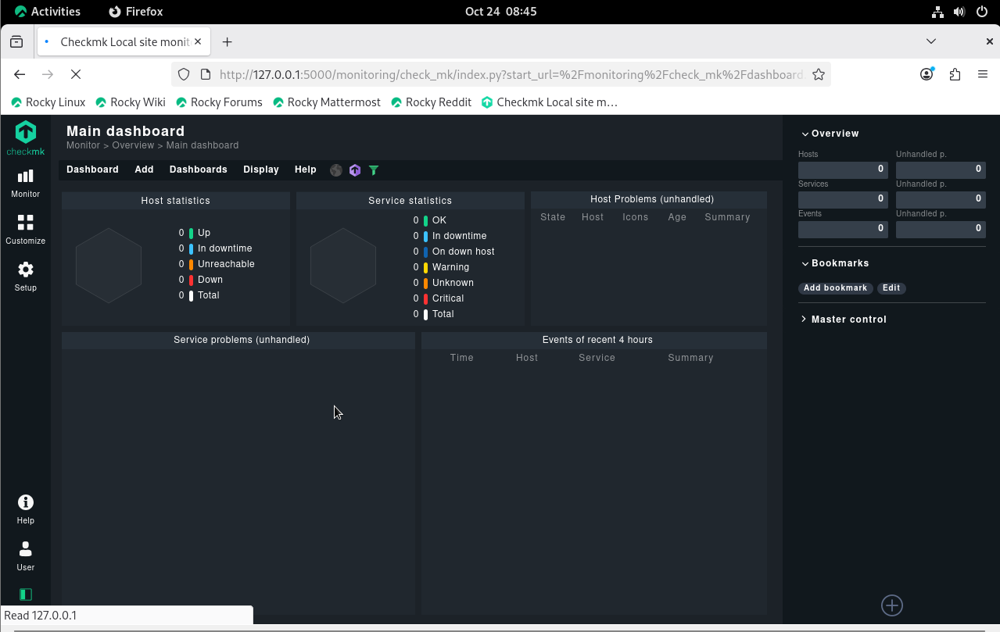 Activities Firefox Oct 24 08:45
Checkmk Local site monit
http://127.0.0.1:5000/monitoring/check_mk/index.py?start_url=%2Fmonitoring%2Fcheck_mk%2Fdashboard
Rocky Linux Rocky Wiki Rocky Forums Rocky Mattermost Rocky Reddit Checkmk Local site m…
checkmk
Monitor
Customize
Setup
Help
User
Main dashboard
Monitor > Overview > Main dashboard
Dashboard Add Dashboards Display Help
Host statistics
0 Up
0 In downtime
0 Unreachable
0 Down
0 Total
Service statistics
0 OK
0 In downtime
0 On down host
0 Warning
0 Unknown
0 Critical
0 Total
Host Problems (unhandled)
State Host Icons Age Summary
Service problems (unhandled)
Events of recent 4 hours
Time Host Service Summary
Overview
Hosts Unhandled p.
0 0
Services Unhandled p.
0 0
Events Unhandled p.
0 0
Bookmarks
Add bookmark Edit
Master control
Read 127.0.0.1